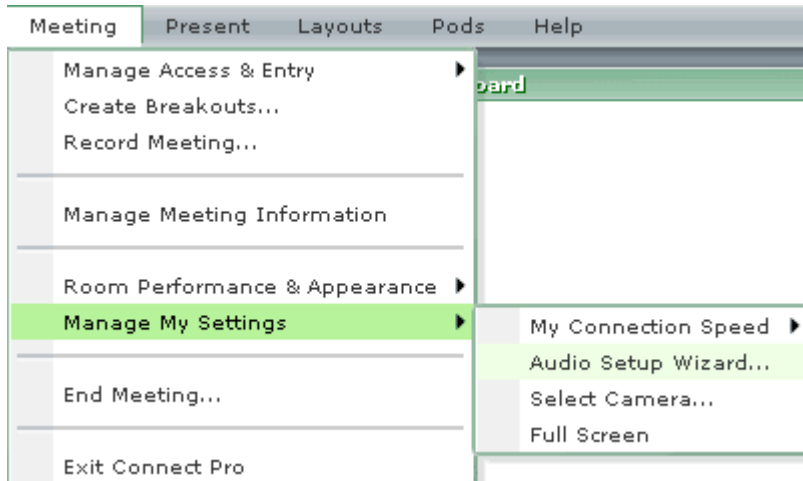 Meeting Present Layouts Pods Help
Manage Access & Entry
Create Breakouts...
Record Meeting...
Manage Meeting Information
Room Performance & Appearance
Manage My Settings
End Meeting...
Exit Connect Pro
My Connection Speed
Audio Setup Wizard...
Select Camera...
Full Screen